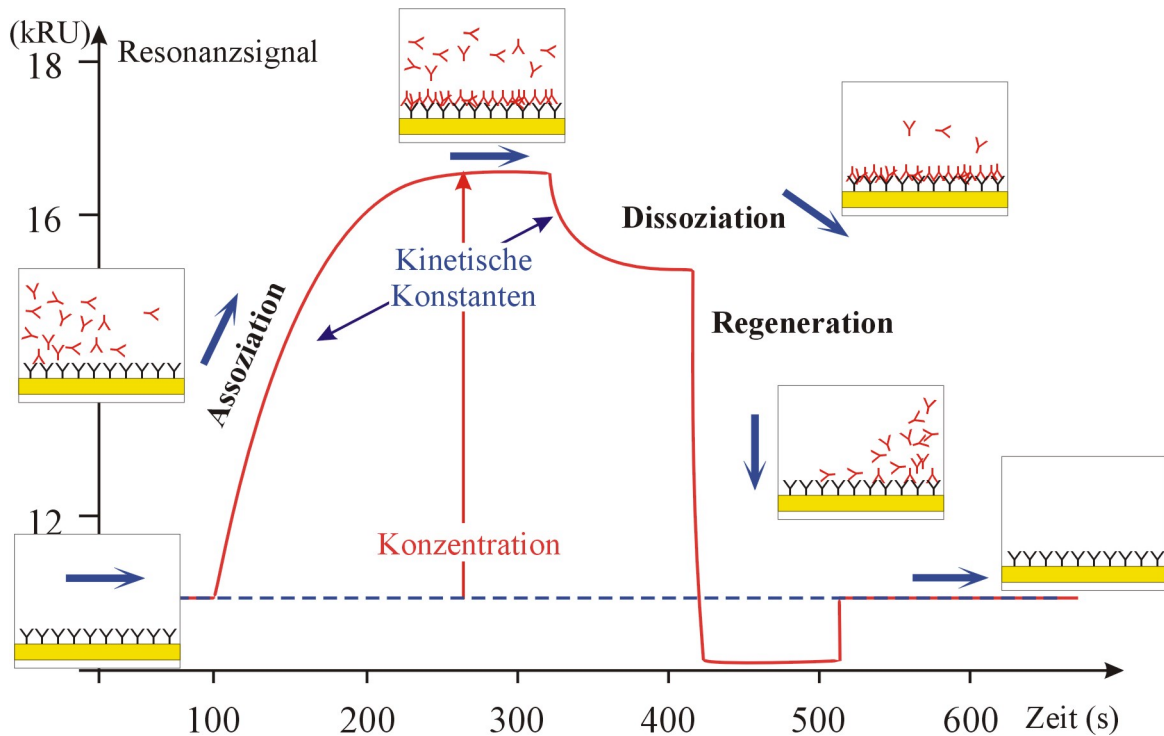 (kRU)
Resonanzsignal
18
16
Dissoziation
Kinetische
Konstanten
Regeneration
Assoziation
12
Konzentration
100
200
300
400
500
600
Zeit (s)